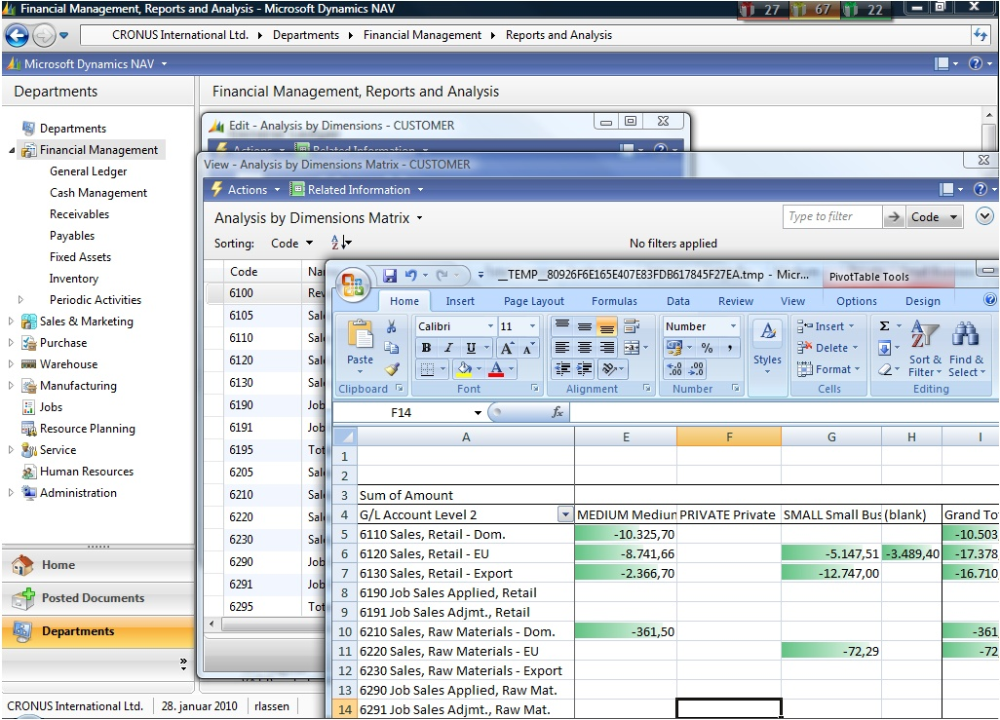 Financial Management, Reports and Analysis - Microsoft Dynamics NAV
27 67 22
CRONUS International Ltd. Departments Financial Management Reports and Analysis
Microsoft Dynamics NAV
Departments
Financial Management, Reports and Analysis
Departments
Financial Management
General Ledger
Cash Management
Receivables
Payables
Fixed Assets
Inventory
Periodic Activities
Sales & Marketing
Purchase
Warehouse
Manufacturing
Jobs
Resource Planning
Service
Human Resources
Administration
Home
Posted Documents
Departments
CRONUS International Ltd. 28. januar 2010 rlassen
Edit - Analysis by Dimensions - CUSTOMER
Actions Related Information
View - Analysis by Dimensions Matrix - CUSTOMER
Actions Related Information
Analysis by Dimensions Matrix
Type to filter Code
Sorting: Code No filters applied
Code Na
6100 Rev
6105 Sale
6110 Sale
6120 Sale
6130 Sale
6190 Job
6191 Job
6195 Tot
6205 Sale
6210 Sale
6220 Sale
6230 Sale
6290 Job
6291 Job
6295 Tot
__TEMP__80926F6E165E407E83FDB617845F27EA.tmp - Micr... PivotTable Tools
Home Insert Page Layout Formulas Data Review View Options Design
Paste
Clipboard
Calibri 11
B I U A A
Font
Alignment
Number
% ,
Number
Styles
Insert
Delete
Format
Cells
Σ
Sort & Filter
Find & Select
Editing
F14 fx
A E F G H I
1
2
3 Sum of Amount
4 G/L Account Level 2 MEDIUM Mediun PRIVATE Private SMALL Small Bus (blank) Grand To
5 6110 Sales, Retail - Dom. -10.325,70 -10.503,
6 6120 Sales, Retail - EU -8.741,66 -5.147,51 -3.489,40 -17.378,
7 6130 Sales, Retail - Export -2.366,70 -12.747,00 -16.710,
8 6190 Job Sales Applied, Retail
9 6191 Job Sales Adjmt., Retail
10 6210 Sales, Raw Materials - Dom. -361,50 -361,
11 6220 Sales, Raw Materials - EU -72,29 -72,
12 6230 Sales, Raw Materials - Export
13 6290 Job Sales Applied, Raw Mat.
14 6291 Job Sales Adjmt., Raw Mat.